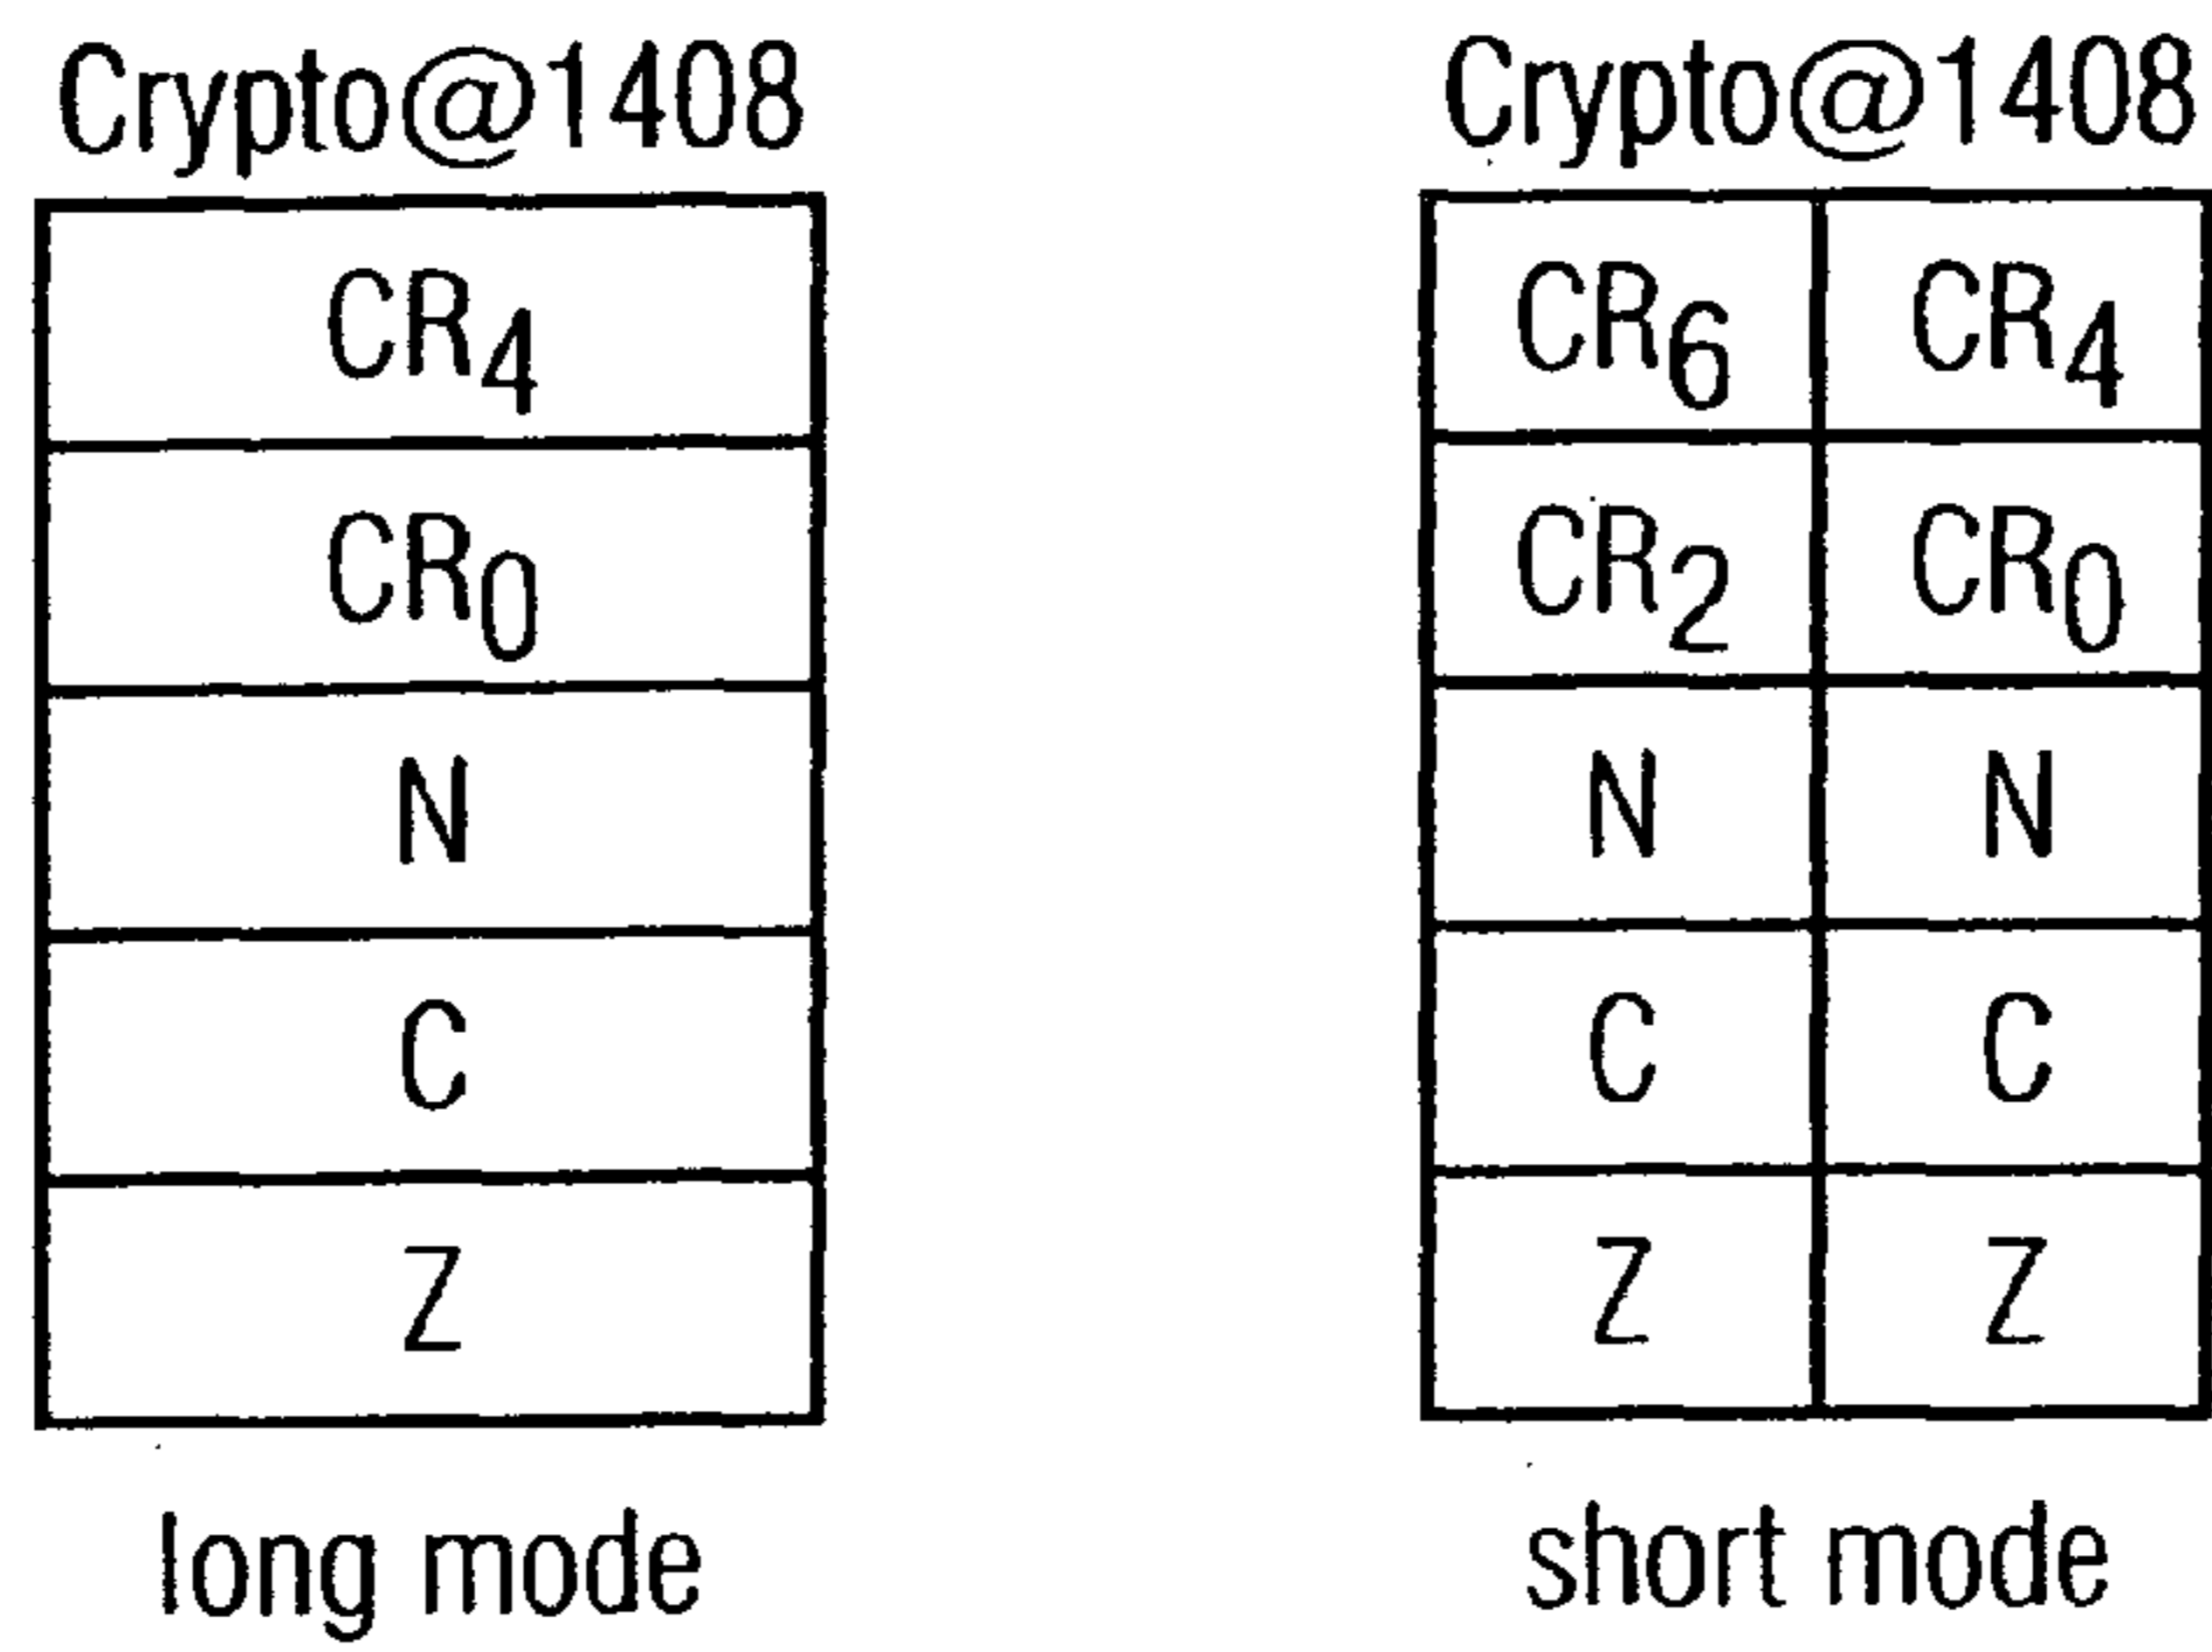 Crypto@1408
CR4
CR0
N
C
Z
long mode
Crypto@1408
CR6 CR4
CR2 CR0
N N
C C
Z Z
short mode